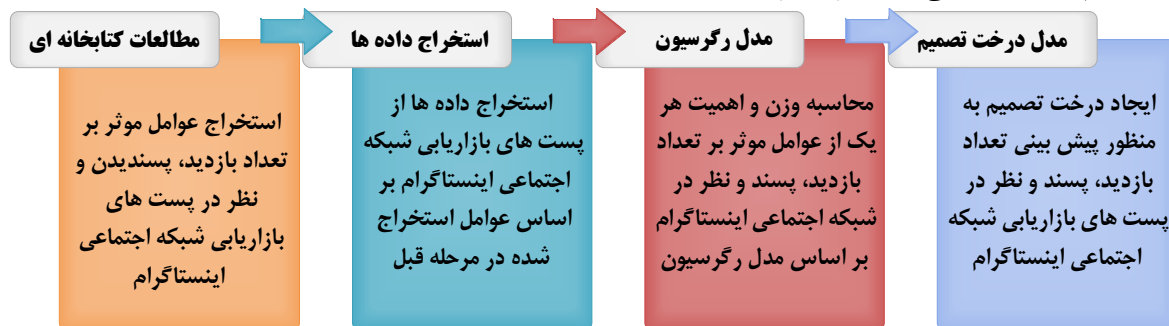 مطالعات کتابخانه ای
استخراج عوامل موثر بر
تعداد بازدید، پسندیدن و
نظر در پست های
بازاریابی شبکه اجتماعی
اینستاگرام
استخراج داده ها
استخراج داده ها از
پست های بازاریابی شبکه
اجتماعی اینستاگرام بر
اساس عوامل استخراج
شده در مرحله قبل
مدل رگرسیون
محاسبه وزن و اهمیت هر
یک از عوامل موثر بر تعداد
بازدید، پسند و نظر در
شبکه اجتماعی اینستاگرام
بر اساس مدل رگرسیون
مدل درخت تصمیم
ایجاد درخت تصمیم به
منظور پیش بینی تعداد
بازدید، پسند و نظر در
پست های بازاریابی شبکه
اجتماعی اینستاگرام